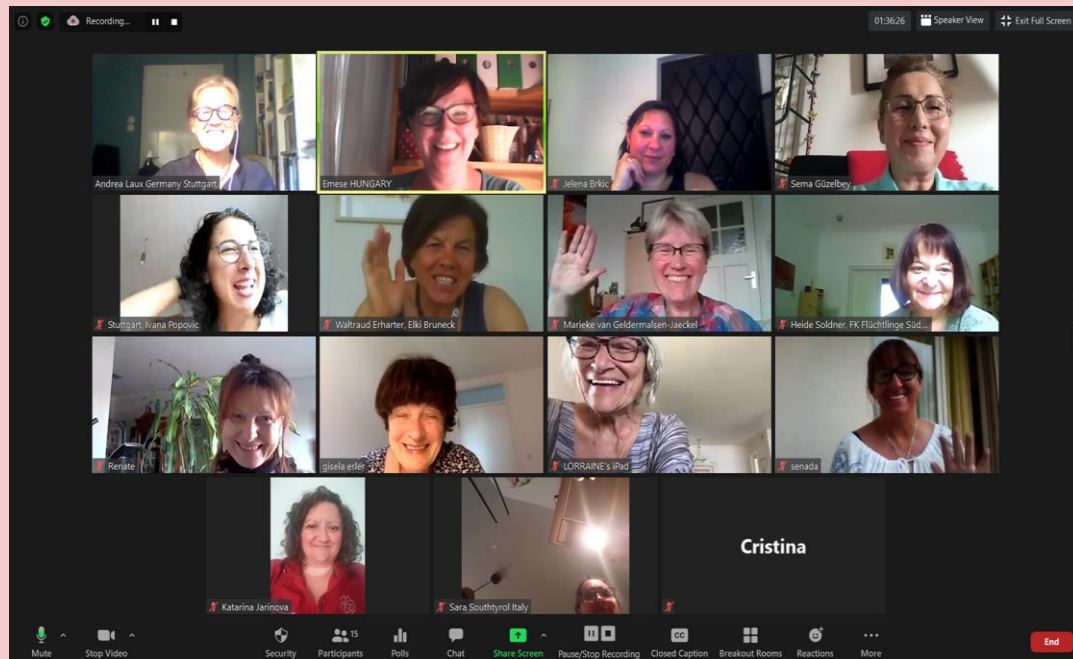 Recording...
01:36:26
Speaker View
Exit Full Screen
Andrea Laux Germany Stuttgart
Emese HUNGARY
Jelena Brkic
Sema Güzelbey
Stuttgart, Ivana Popovic
Waltraud Erharter, Elki Bruneck
Marieke van Geldermalsen-Jaeckel
Heide Soldner, FK Flüchtlinge Süd...
Renate
gisela erler
LORRAINE's iPad
senada
Katarina Jarinova
Sara Southtyrol Italy
Cristina
Mute
Stop Video
Security
15
Participants
Polls
Chat
Share Screen
Pause/Stop Recording
CC
Closed Caption
Breakout Rooms
Reactions
More
End